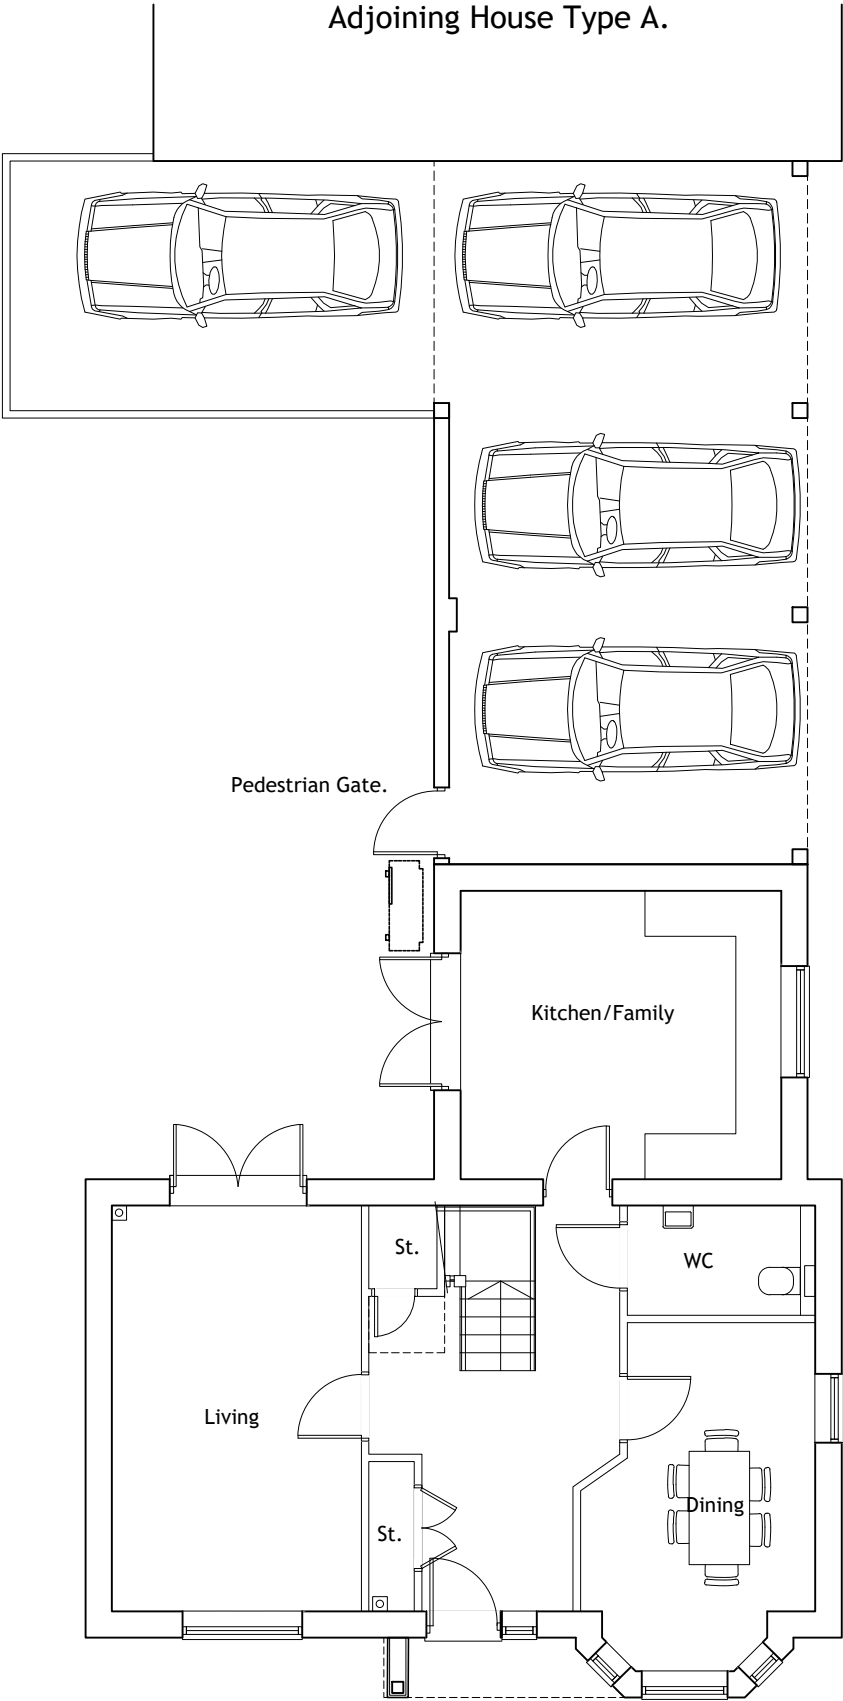 Adjoining House Type A.
Pedestrian Gate.
Kitchen/Family
St.
WC
Living
Dining
St.